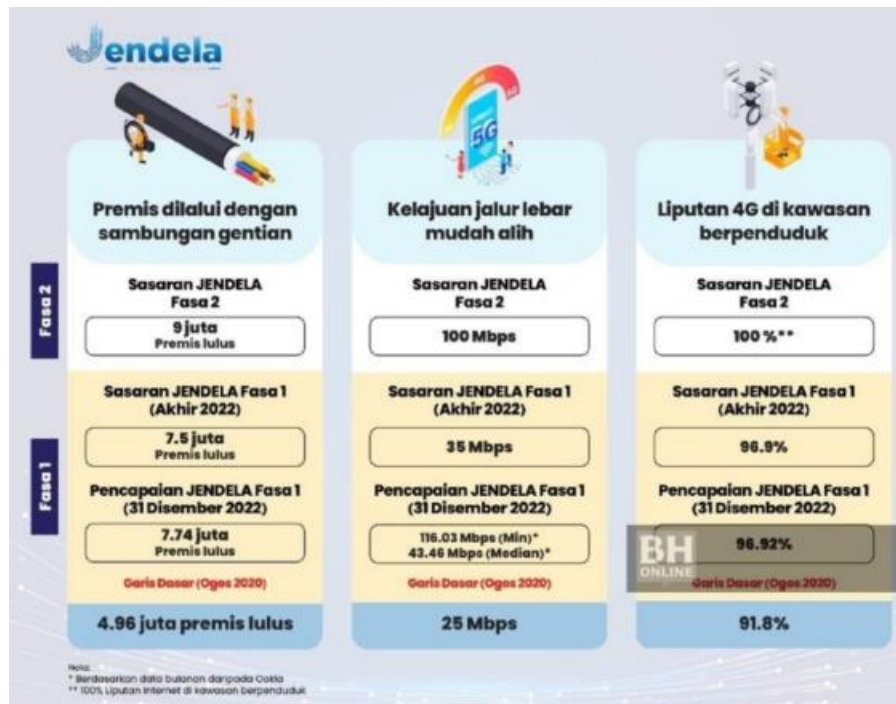 Jendela
Premis dilalui dengan
sambungan gentian
Fasa 2
Sasaran JENDELA
Fasa 2
9 juta
Premis lulus
Fasa 1
Sasaran JENDELA Fasa 1
(Akhir 2022)
7.5 juta
Premis lulus
Pencapaian JENDELA Fasa 1
(31 Disember 2022)
7.74 juta
Premis lulus
Garis Dasar (Ogos 2020)
4.96 juta premis lulus
5G
Kelajuan jalur lebar
mudah alih
Sasaran JENDELA
Fasa 2
100 Mbps
Sasaran JENDELA Fasa 1
(Akhir 2022)
35 Mbps
Pencapaian JENDELA Fasa 1
(31 Disember 2022)
116.03 Mbps (Min)*
43.46 Mbps (Median)*
Garis Dasar (Ogos 2020)
25 Mbps
Liputan 4G di kawasan
berpenduduk
Sasaran JENDELA
Fasa 2
100 %**
Sasaran JENDELA Fasa 1
(Akhir 2022)
96.9%
Pencapaian JENDELA Fasa 1
(31 Disember 2022)
96.92%
BH
ONLINE
Garis Dasar (Ogos 2020)
91.8%
Nota:
* Berdasarkan data bulanan daripada Ookla
** 100% Liputan Internet di kawasan berpenduduk